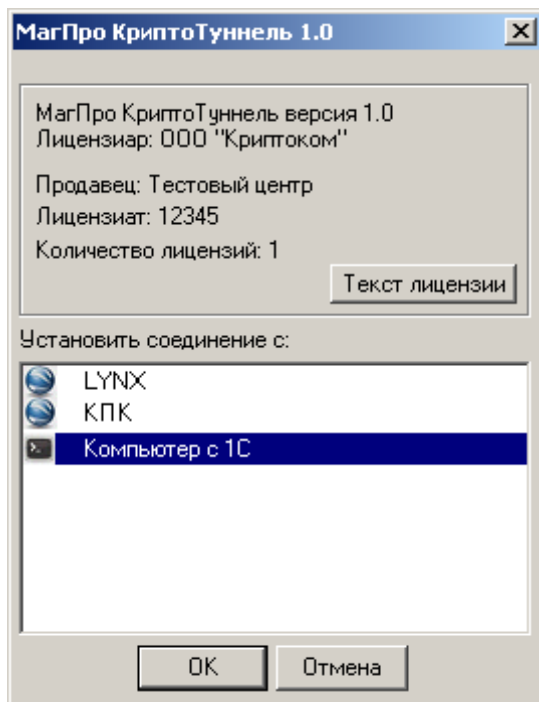 МагПро КриптоТуннель 1.0
МагПро КриптоТуннель версия 1.0
Лицензиар: ООО "Криптоком"
Продавец: Тестовый центр
Лицензиат: 12345
Количество лицензий: 1
Текст лицензии
Установить соединение с:
LYNX
КПК
Компьютер с 1С
OK
Отмена